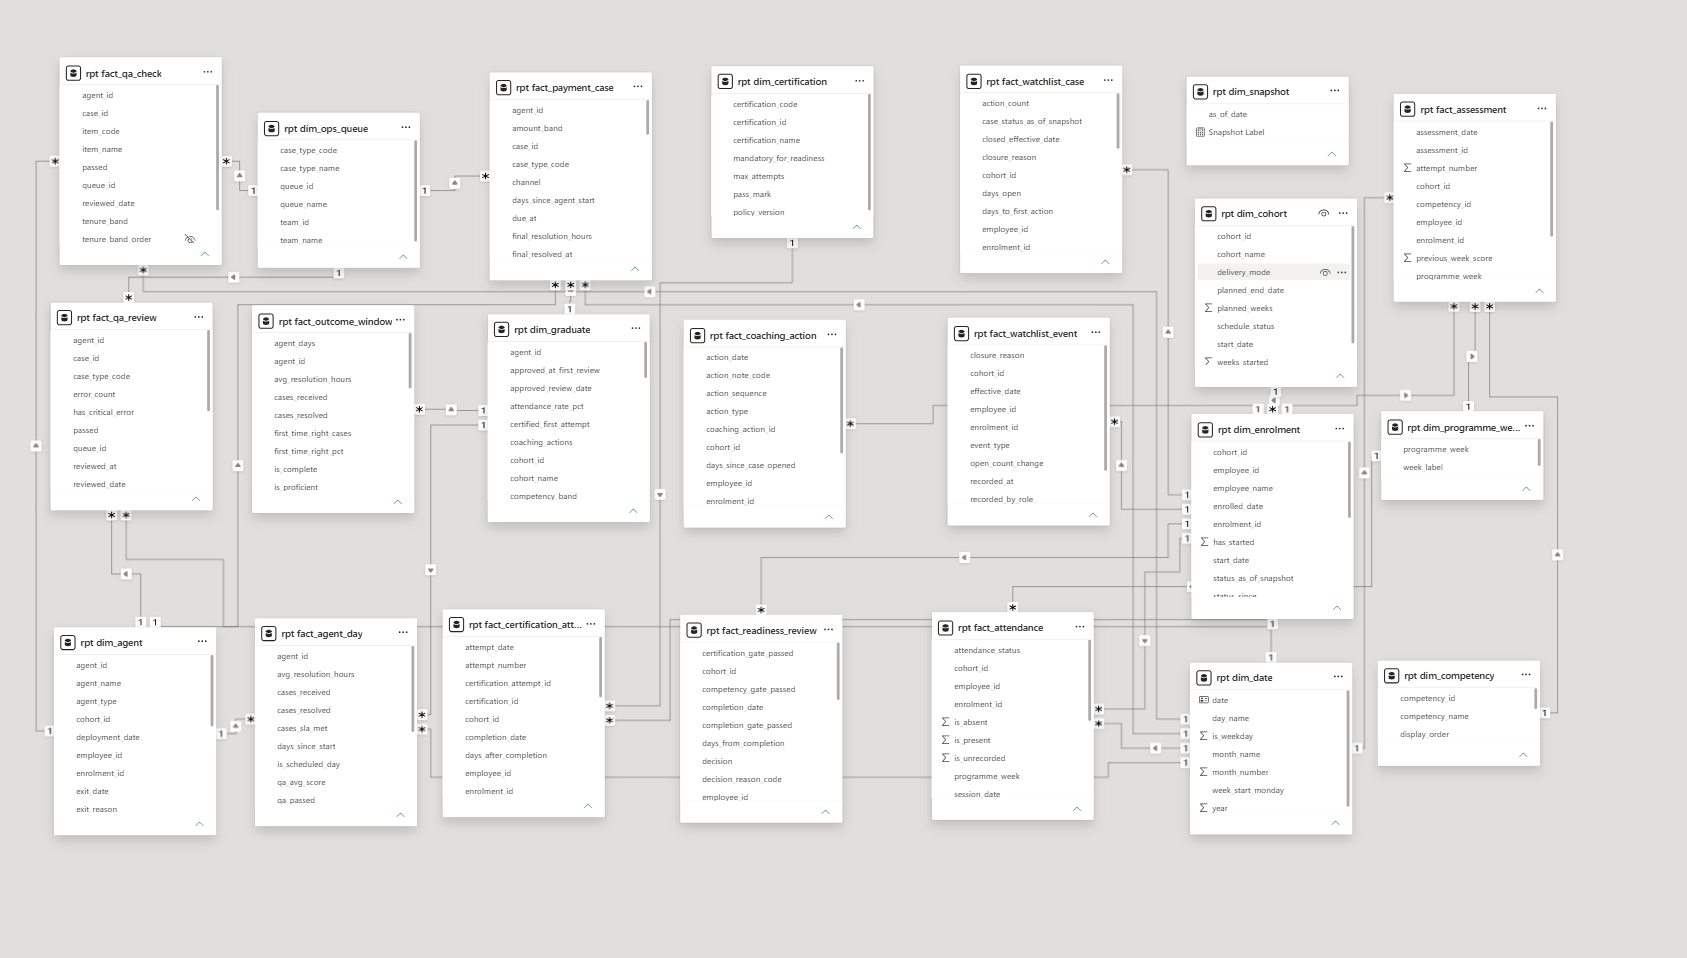 rpt fact_qa_check
agent_id
case_id
item_code
item_name
passed
queue_id
reviewed_date
tenure_band
tenure_band_order
rpt dim_ops_queue
case_type_code
case_type_name
queue_id
queue_name
team_id
team_name
rpt fact_payment_case
agent_id
amount_band
case_id
case_type_code
channel
days_since_agent_start
due_at
final_resolution_hours
final_resolved_at
rpt dim_certification
certification_code
certification_id
certification_name
mandatory_for_readiness
max_attempts
pass_mark
policy_version
rpt fact_watchlist_case
action_count
case_status_as_of_snapshot
closed_effective_date
closure_reason
cohort_id
days_open
days_to_first_action
employee_id
enrolment_id
rpt dim_snapshot
as_of_date
Snapshot Label
rpt fact_assessment
assessment_date
assessment_id
attempt_number
cohort_id
competency_id
employee_id
enrolment_id
previous_week_score
programme_week
rpt dim_cohort
cohort_id
cohort_name
delivery_mode
planned_end_date
planned_weeks
schedule_status
start_date
weeks_started
rpt fact_qa_review
agent_id
case_id
case_type_code
error_count
has_critical_error
passed
queue_id
reviewed_at
reviewed_date
rpt fact_outcome_window
agent_days
agent_id
avg_resolution_hours
cases_received
cases_resolved
first_time_right_cases
first_time_right_pct
is_complete
is_proficient
rpt dim_graduate
agent_id
approved_at_first_review
approved_review_date
attendance_rate_pct
certified_first_attempt
coaching_actions
cohort_id
cohort_name
competency_band
rpt fact_coaching_action
action_date
action_note_code
action_sequence
action_type
coaching_action_id
cohort_id
days_since_case_opened
employee_id
enrolment_id
rpt fact_watchlist_event
closure_reason
cohort_id
effective_date
employee_id
enrolment_id
event_type
open_count_change
recorded_at
recorded_by_role
rpt dim_enrolment
cohort_id
employee_id
employee_name
enrolled_date
enrolment_id
has_started
start_date
status_as_of_snapshot
status_since
rpt dim_programme_we...
programme_week
week_label
rpt dim_agent
agent_id
agent_name
agent_type
cohort_id
deployment_date
employee_id
enrolment_id
exit_date
exit_reason
rpt fact_agent_day
agent_id
avg_resolution_hours
cases_received
cases_resolved
cases_sla_met
days_since_start
is_scheduled_day
qa_avg_score
qa_passed
rpt fact_certification_att...
attempt_date
attempt_number
certification_attempt_id
certification_id
cohort_id
completion_date
days_after_completion
employee_id
enrolment_id
rpt fact_readiness_review
certification_gate_passed
cohort_id
competency_gate_passed
completion_date
completion_gate_passed
days_from_completion
decision
decision_reason_code
employee_id
rpt fact_attendance
attendance_status
cohort_id
employee_id
enrolment_id
is_absent
is_present
is_unrecorded
programme_week
session_date
rpt dim_date
date
day_name
is_weekday
month_name
month_number
week_start_monday
year
rpt dim_competency
competency_id
competency_name
display_order